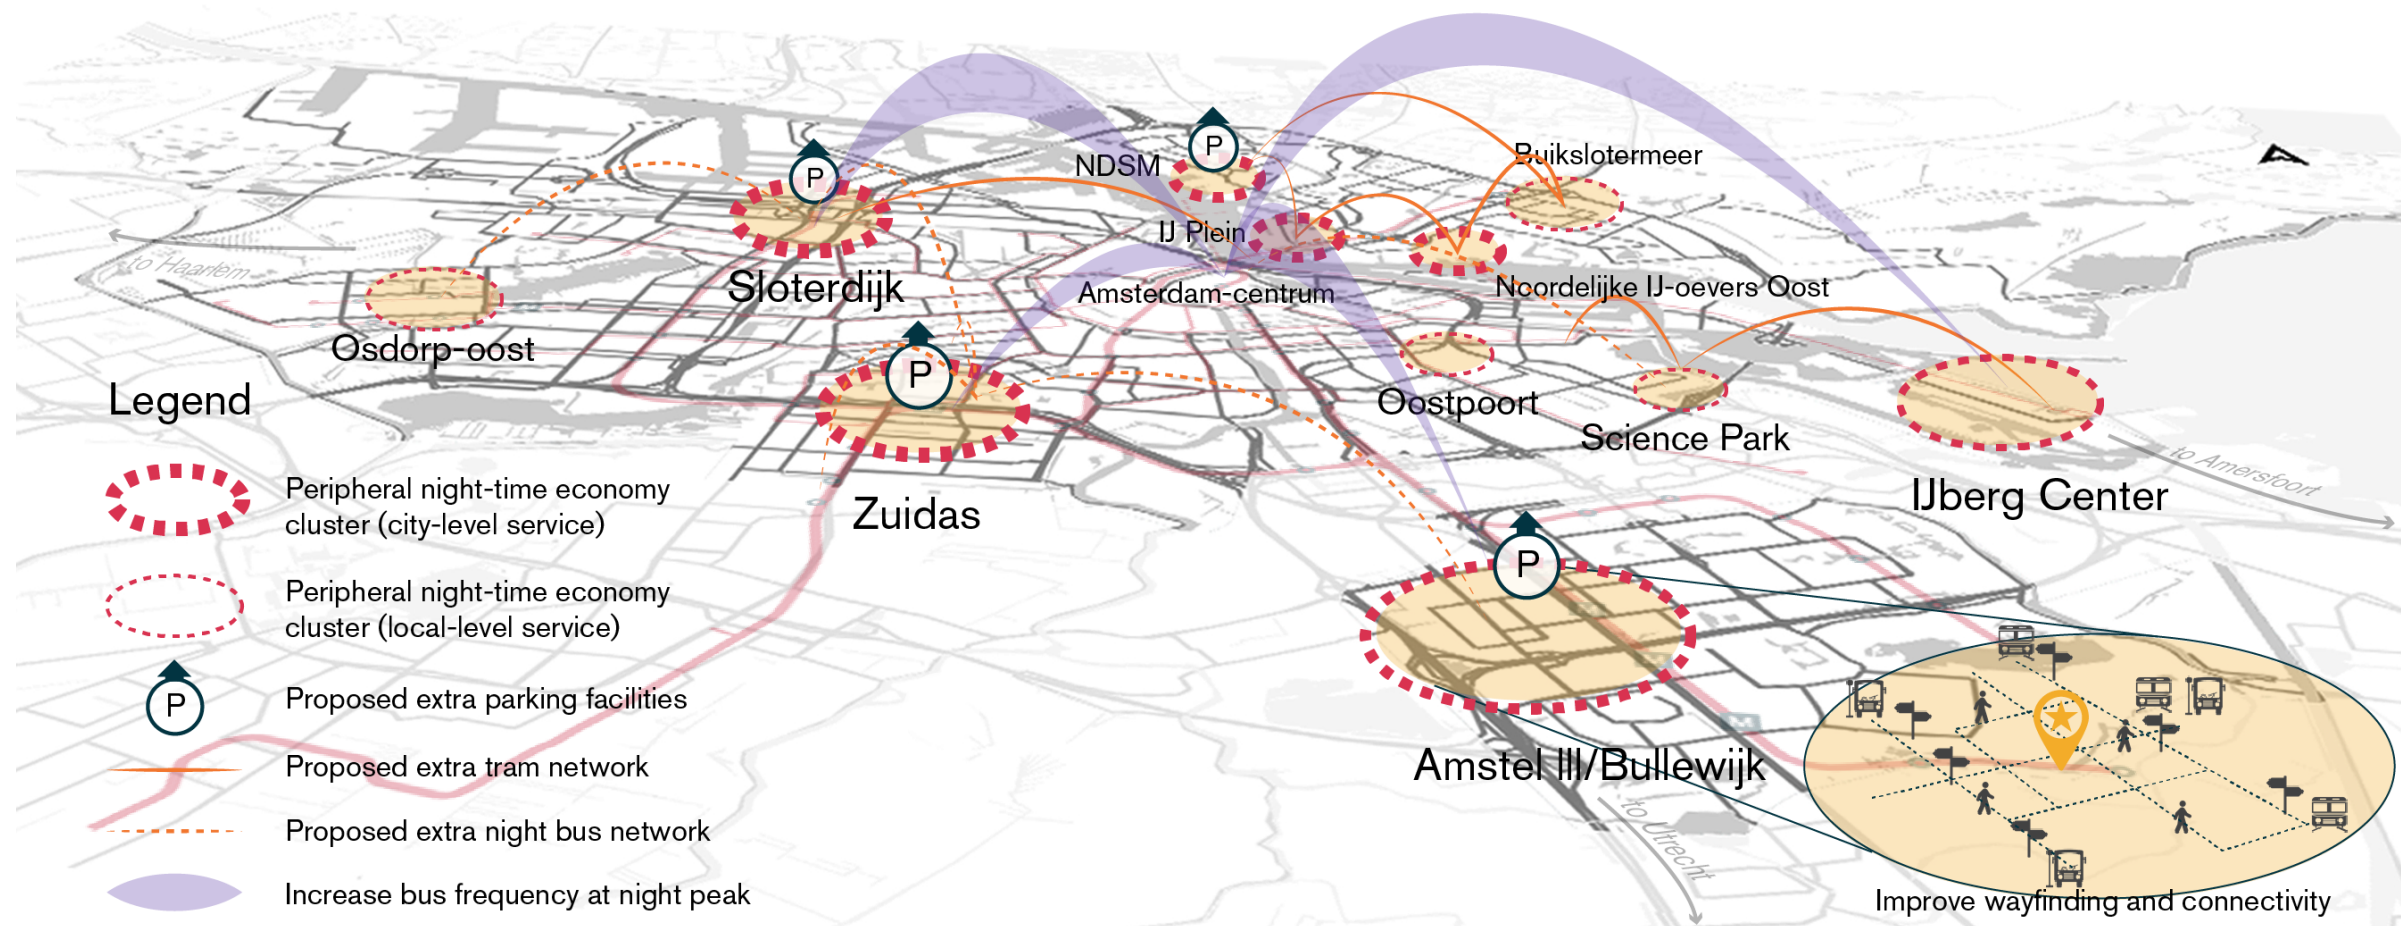 P
NDSM
Buikslotermeer
P
IJ Plein
to Haarlem
Sloterdijk
Amsterdam-centrum
Noordelijke IJ-oevers Oost
Osdorp-oost
P
Oostpoort
Science Park
IJberg Center
to Amersfoort
Zuidas
P
Amstel III/Bullewijk
to Utrecht
Improve wayfinding and connectivity
Legend
Peripheral night-time economy
cluster (city-level service)
Peripheral night-time economy
cluster (local-level service)
P
Proposed extra parking facilities
Proposed extra tram network
Proposed extra night bus network
Increase bus frequency at night peak